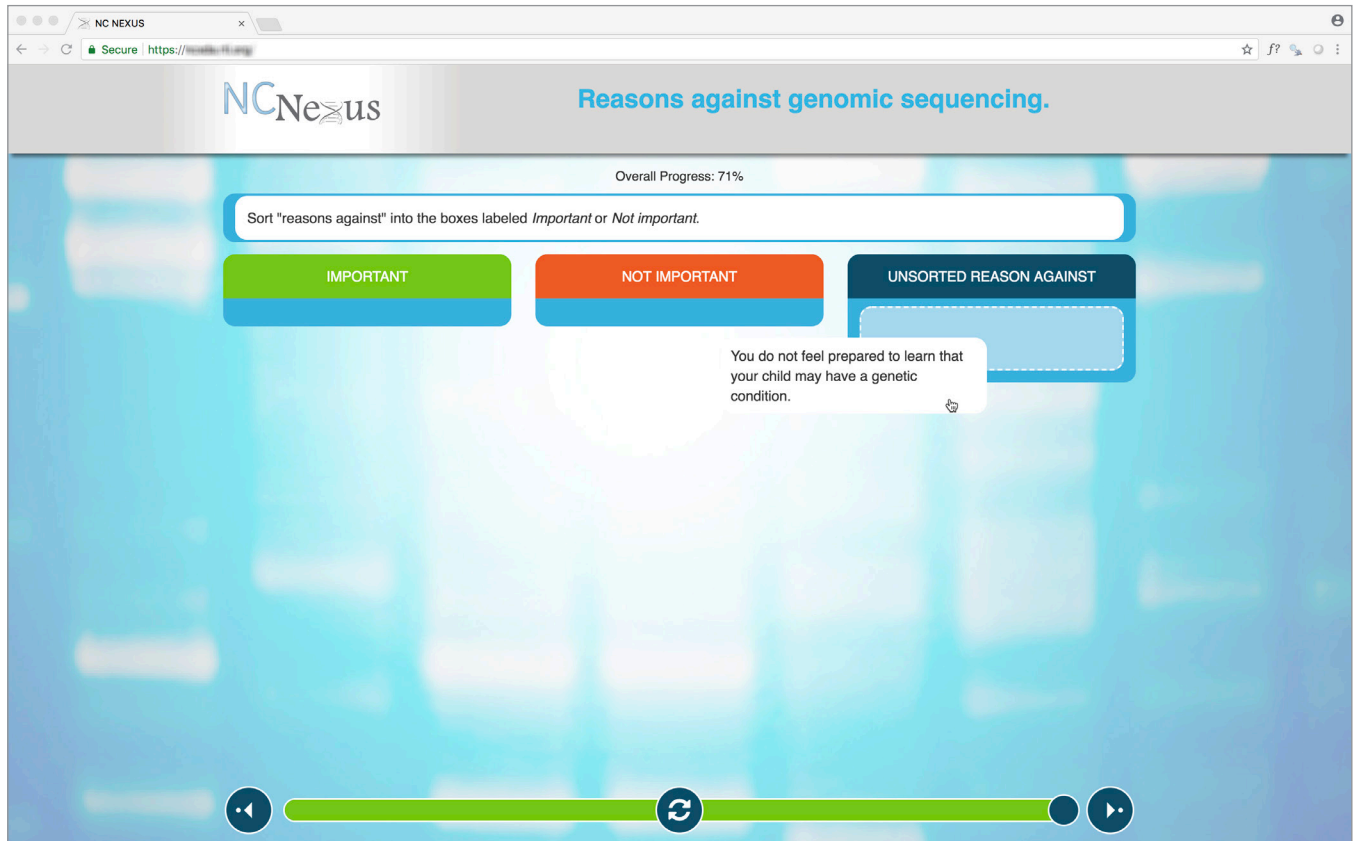 NC NEXUS
Secure https://
f?
NCNexus
Reasons against genomic sequencing.
Overall Progress: 71%
Sort "reasons against" into the boxes labeled Important or Not important.
IMPORTANT
NOT IMPORTANT
UNSORTED REASON AGAINST
You do not feel prepared to learn that
your child may have a genetic
condition.